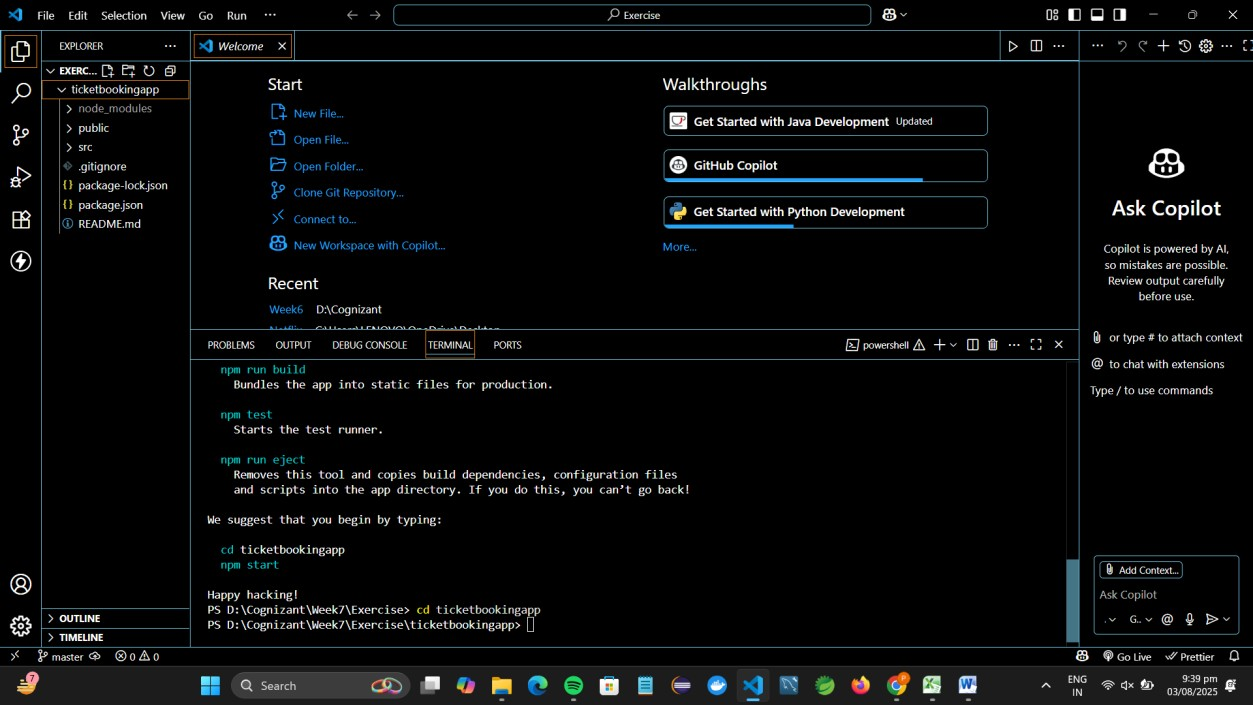 File Edit Selection View Go Run ··· Exercise
EXPLORER ···
EXERC...
ticketbookingapp
node_modules
public
src
.gitignore
{} package-lock.json
{} package.json
README.md
OUTLINE
TIMELINE
Welcome
Start
New File...
Open File...
Open Folder...
Clone Git Repository...
Connect to...
New Workspace with Copilot...
Recent
Week6 D:\Cognizant
Netflix C:\Users\LENOVO\OneDrive\Desktop
Walkthroughs
Get Started with Java Development Updated
GitHub Copilot
Get Started with Python Development
More...
PROBLEMS OUTPUT DEBUG CONSOLE TERMINAL PORTS powershell
npm run build
Bundles the app into static files for production.
npm test
Starts the test runner.
npm run eject
Removes this tool and copies build dependencies, configuration files
and scripts into the app directory. If you do this, you can’t go back!
We suggest that you begin by typing:
cd ticketbookingapp
npm start
Happy hacking!
PS D:\Cognizant\Week7\Exercise> cd ticketbookingapp
PS D:\Cognizant\Week7\Exercise\ticketbookingapp>
Ask Copilot
Copilot is powered by AI,
so mistakes are possible.
Review output carefully
before use.
or type # to attach context
@ to chat with extensions
Type / to use commands
Add Context...
Ask Copilot
. G.. @
master 0 0 Go Live Prettier
7 Search ENG 9:39 pm
IN 03/08/2025